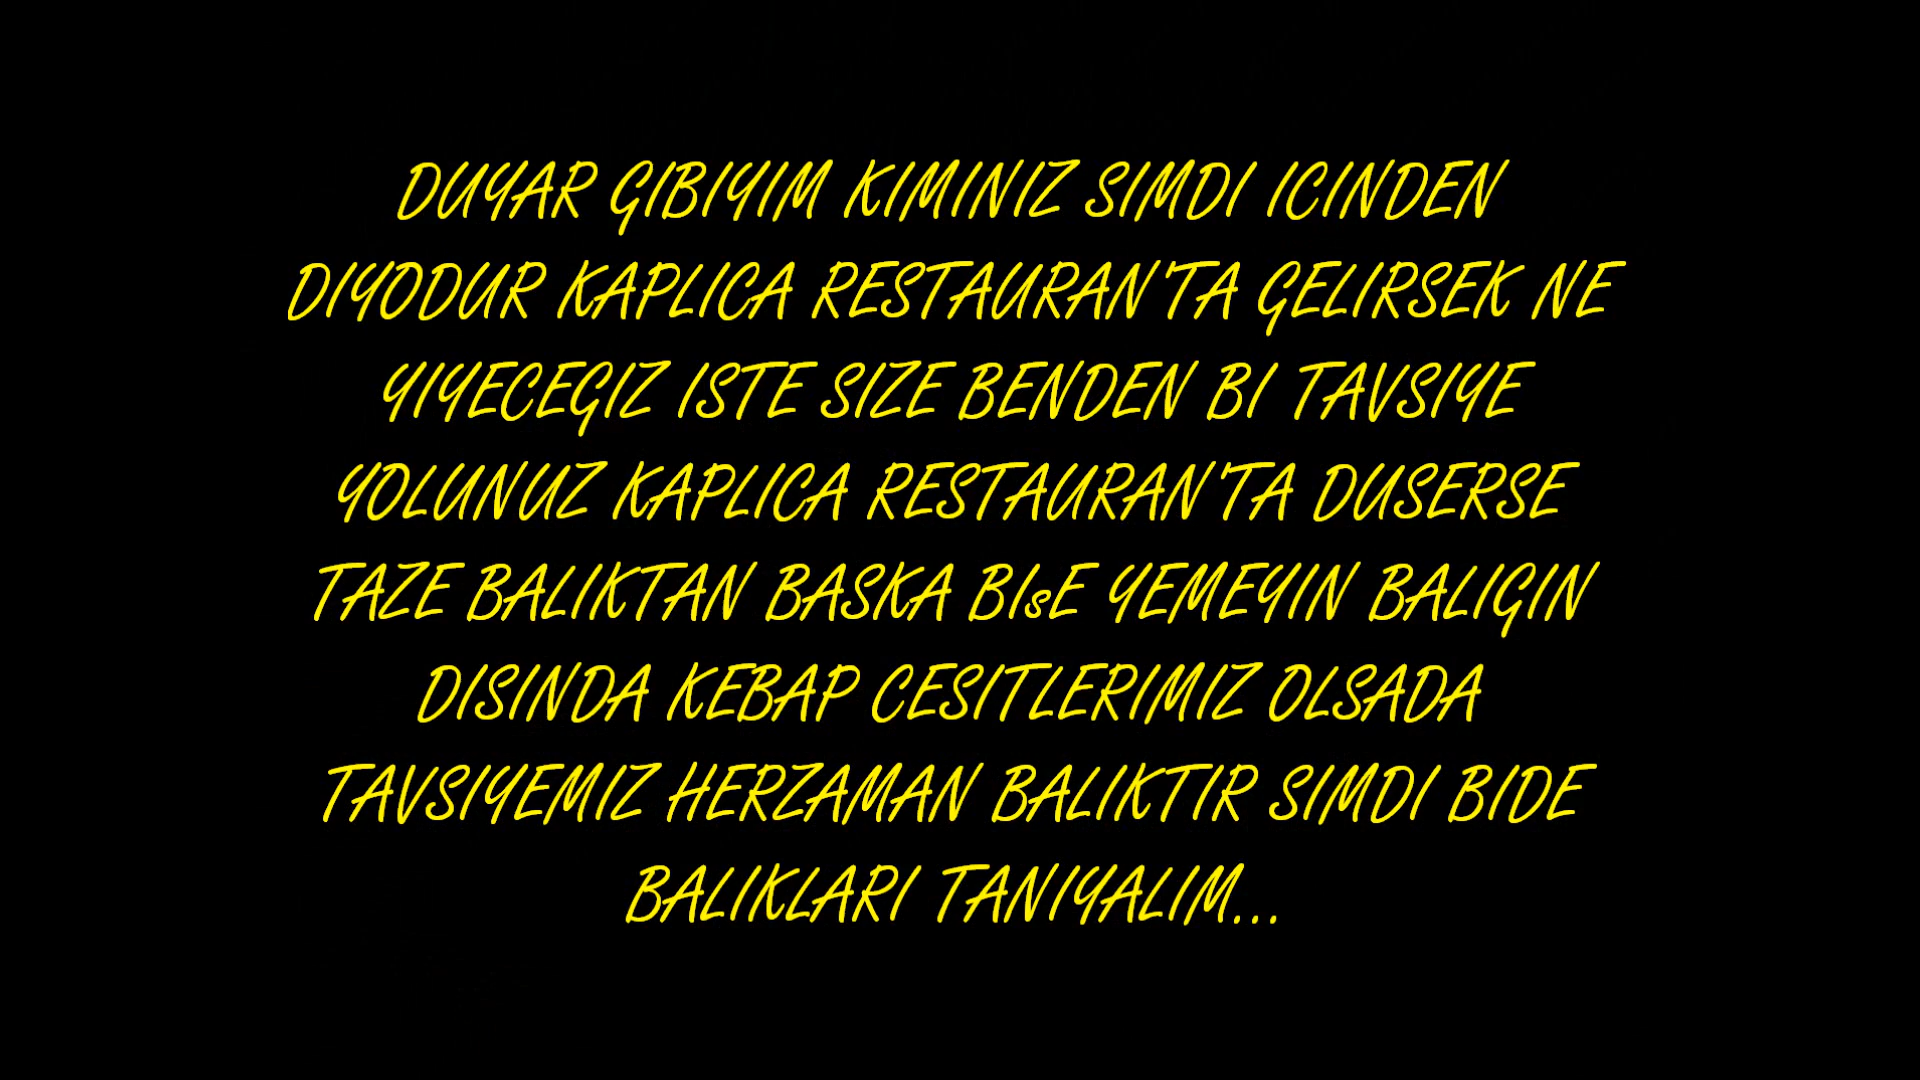 DUYAR GIBIYIM KIMINIZ SIMDI ICINDEN
DIYODUR KAPLICA RESTAURAN'TA GELIRSEK NE
YIYECEGIZ ISTE SIZE BENDEN BI TAVSIYE
YOLUNUZ KAPLICA RESTAURAN'TA DUSERSE
TAZE BALIKTAN BASKA BIsE YEMEYIN BALIGIN
DISINDA KEBAP CESITLERIMIZ OLSADA
TAVSIYEMIZ HERZAMAN BALIKTIR SIMDI BIDE
BALIKLARI TANIYALIM...